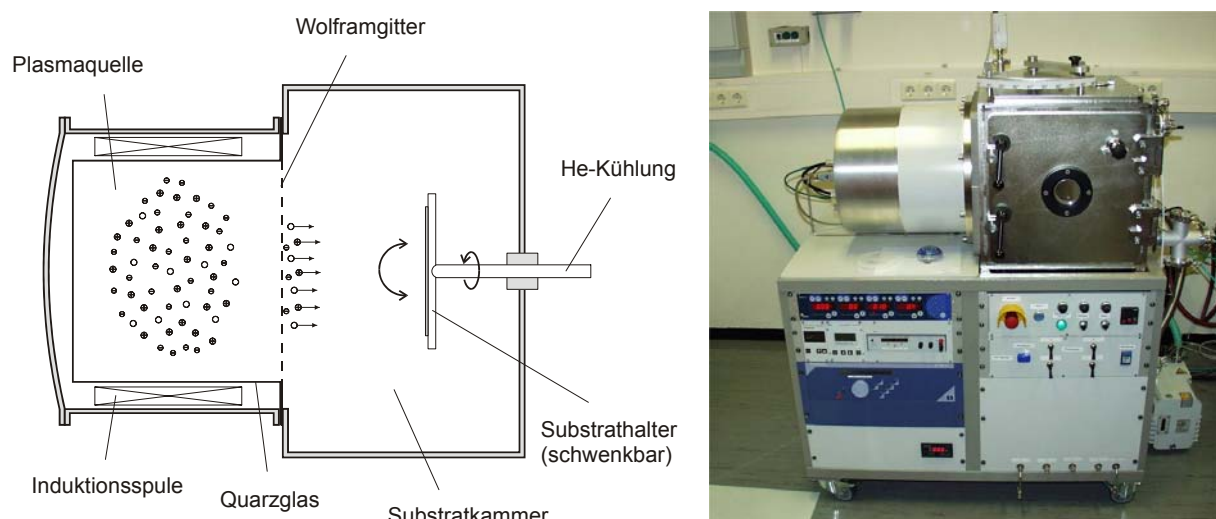 Wolframgitter
Plasmaquelle
He-Kühlung
Substrathalter
(schwenkbar)
Induktionsspule
Quarzglas
Substratkammer